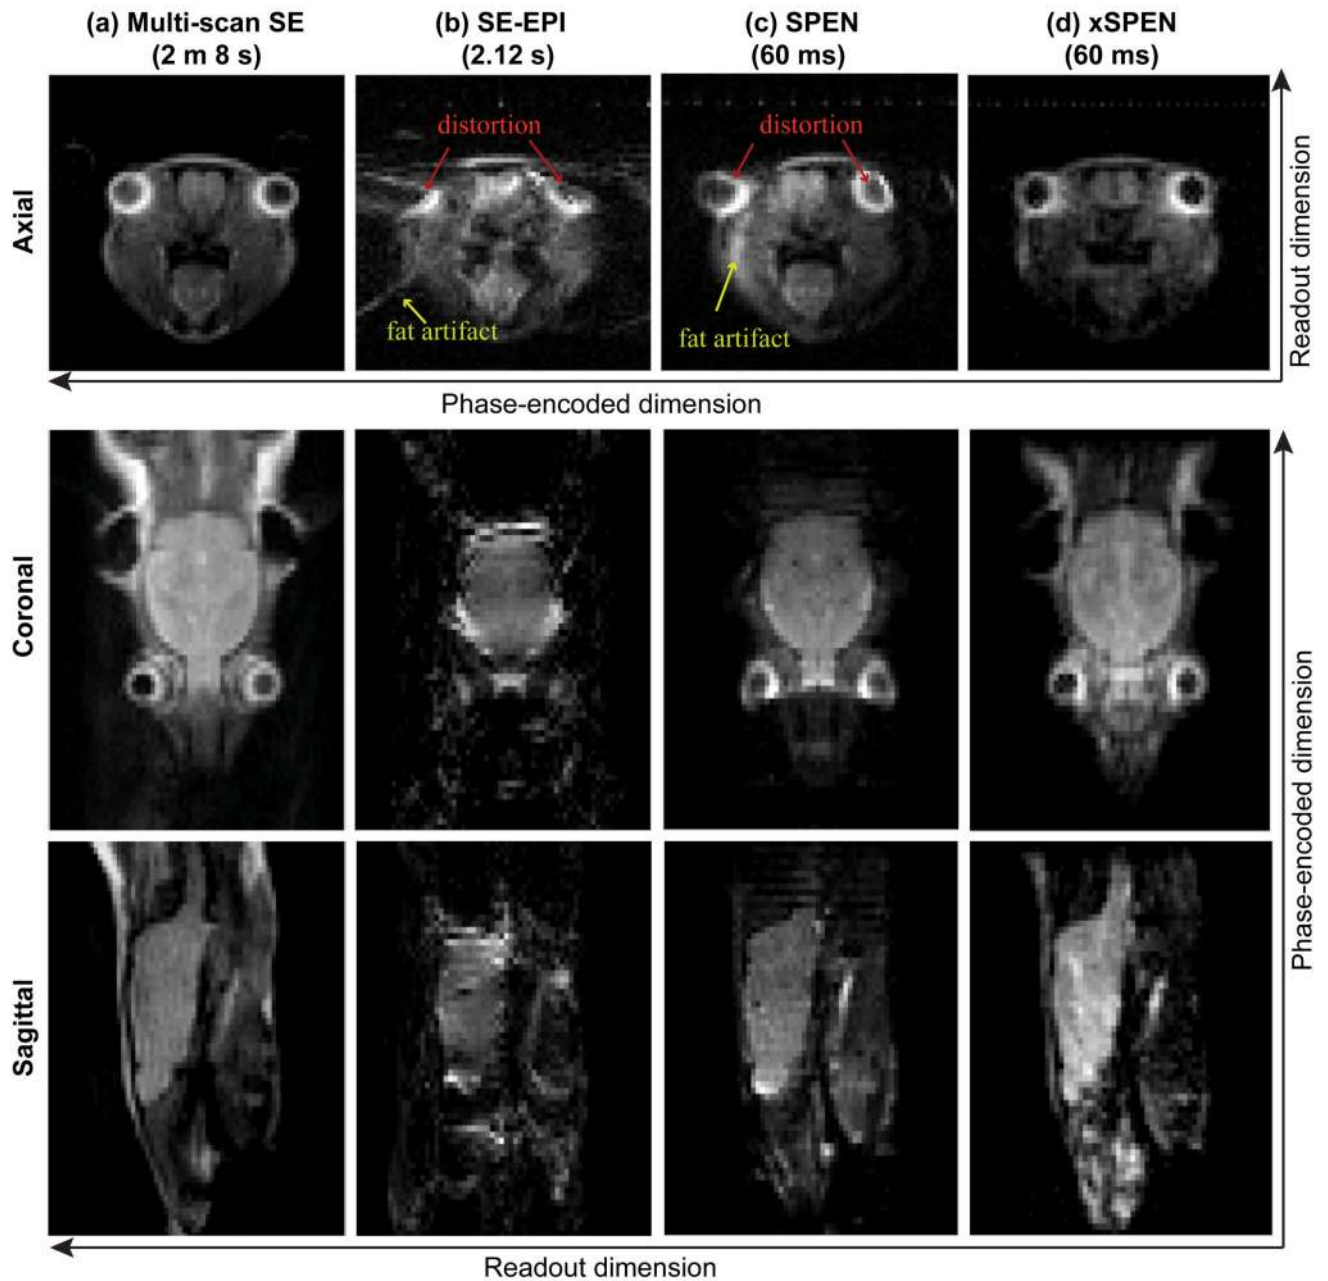 (a) Multi-scan SE
(2 m 8 s)
(b) SE-EPI
(2.12 s)
(c) SPEN
(60 ms)
(d) xSPEN
(60 ms)
Axial
distortion
fat artifact
distortion
fat artifact
Readout dimension
Phase-encoded dimension
Coronal
Phase-encoded dimension
Sagittal
Readout dimension